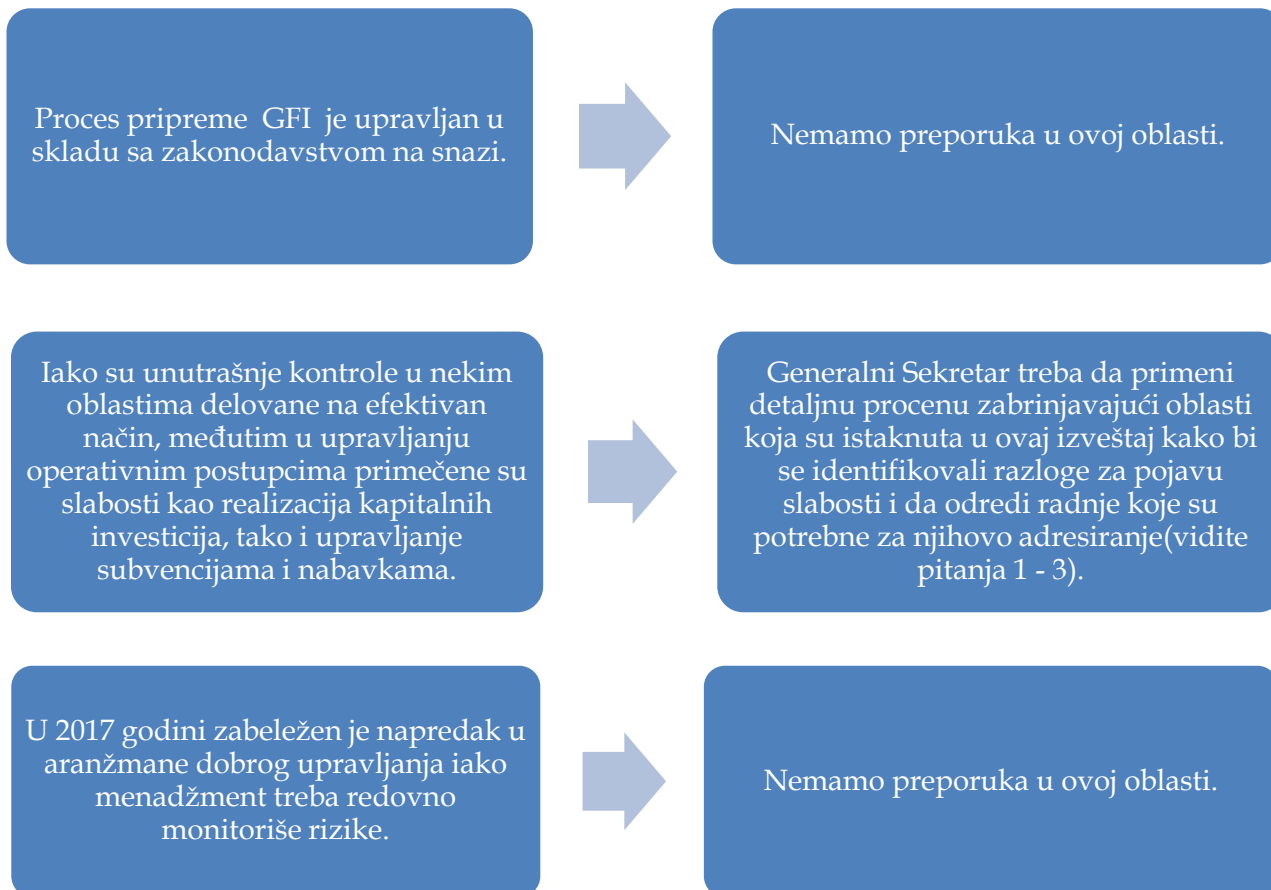 Proces pripreme GFI je upravljan u
skladu sa zakonodavstvom na snazi.
Nemamo preporuka u ovoj oblasti.
Iako su unutrašnje kontrole u nekim
oblastima delovane na efektivan
način, međutim u upravljanju
operativnim postupcima primečene su
slabosti kao realizacija kapitalnih
investicija, tako i upravljanje
subvencijama i nabavkama.
Generalni Sekretar treba da primeni
detaljnu procenu zabrinjavajući oblasti
koja su istaknuta u ovaj izveštaj kako bi
se identifikovali razloge za pojavu
slabosti i da odredi radnje koje su
potrebne za njihovo adresiranje(vidite
pitanja 1 - 3).
U 2017 godini zabeležen je napredak u
aranžmane dobrog upravljanja iako
menadžment treba redovno
monitoriše rizike.
Nemamo preporuka u ovoj oblasti.